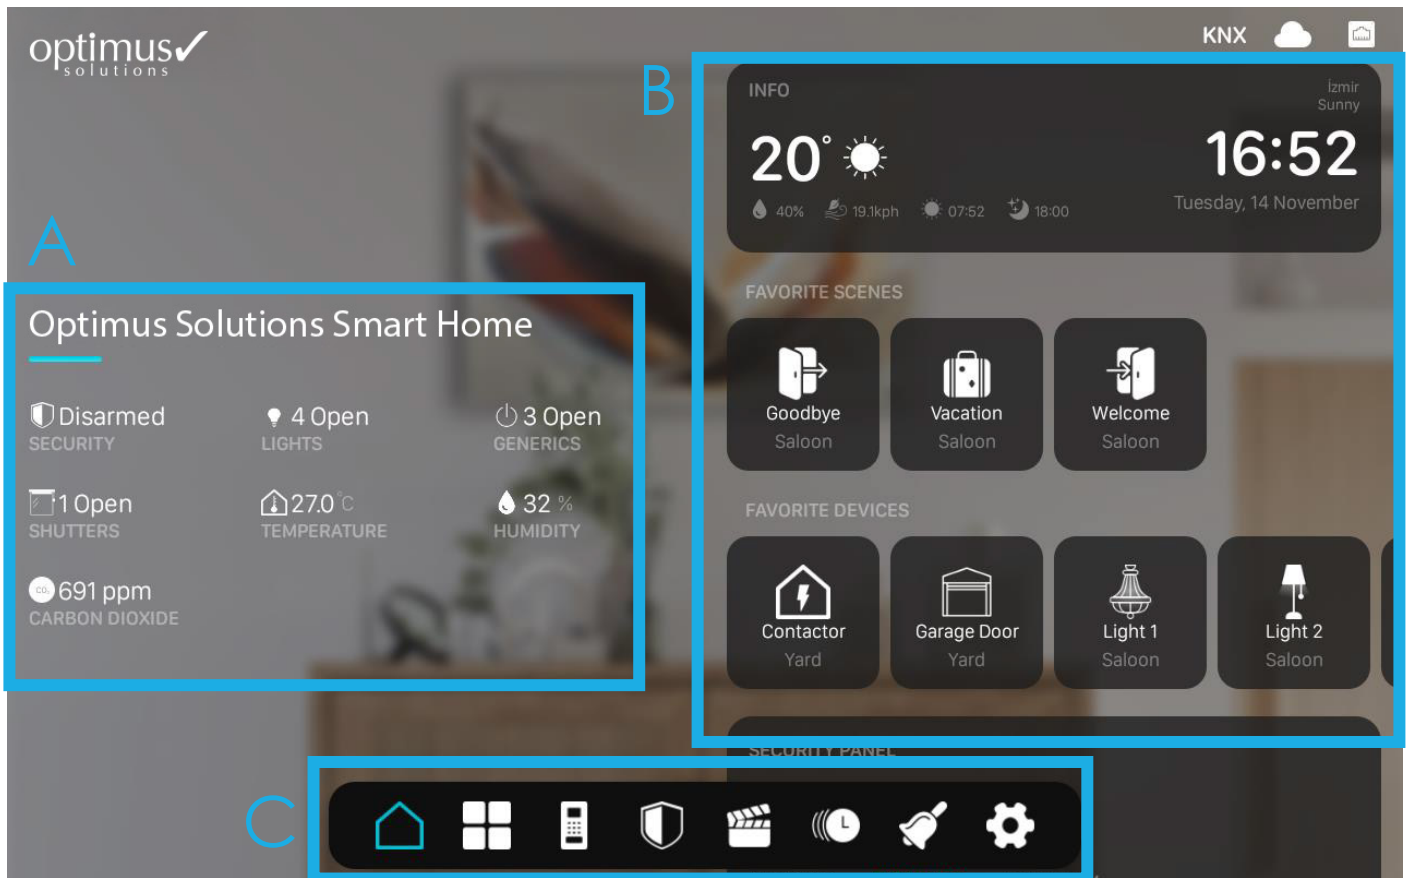 optimus
solutions
KNX
B
INFO
İzmir
Sunny
20°
16:52
40%
19.1kph
07:52
18:00
Tuesday, 14 November
A
Optimus Solutions Smart Home
Disarmed
SECURITY
4 Open
LIGHTS
3 Open
GENERICS
1 Open
SHUTTERS
27.0 °C
TEMPERATURE
32 %
HUMIDITY
CO₂ 691 ppm
CARBON DIOXIDE
FAVORITE SCENES
Goodbye
Saloon
Vacation
Saloon
Welcome
Saloon
FAVORITE DEVICES
Contactor
Yard
Garage Door
Yard
Light 1
Saloon
Light 2
Saloon
SECURITY PANEL
C